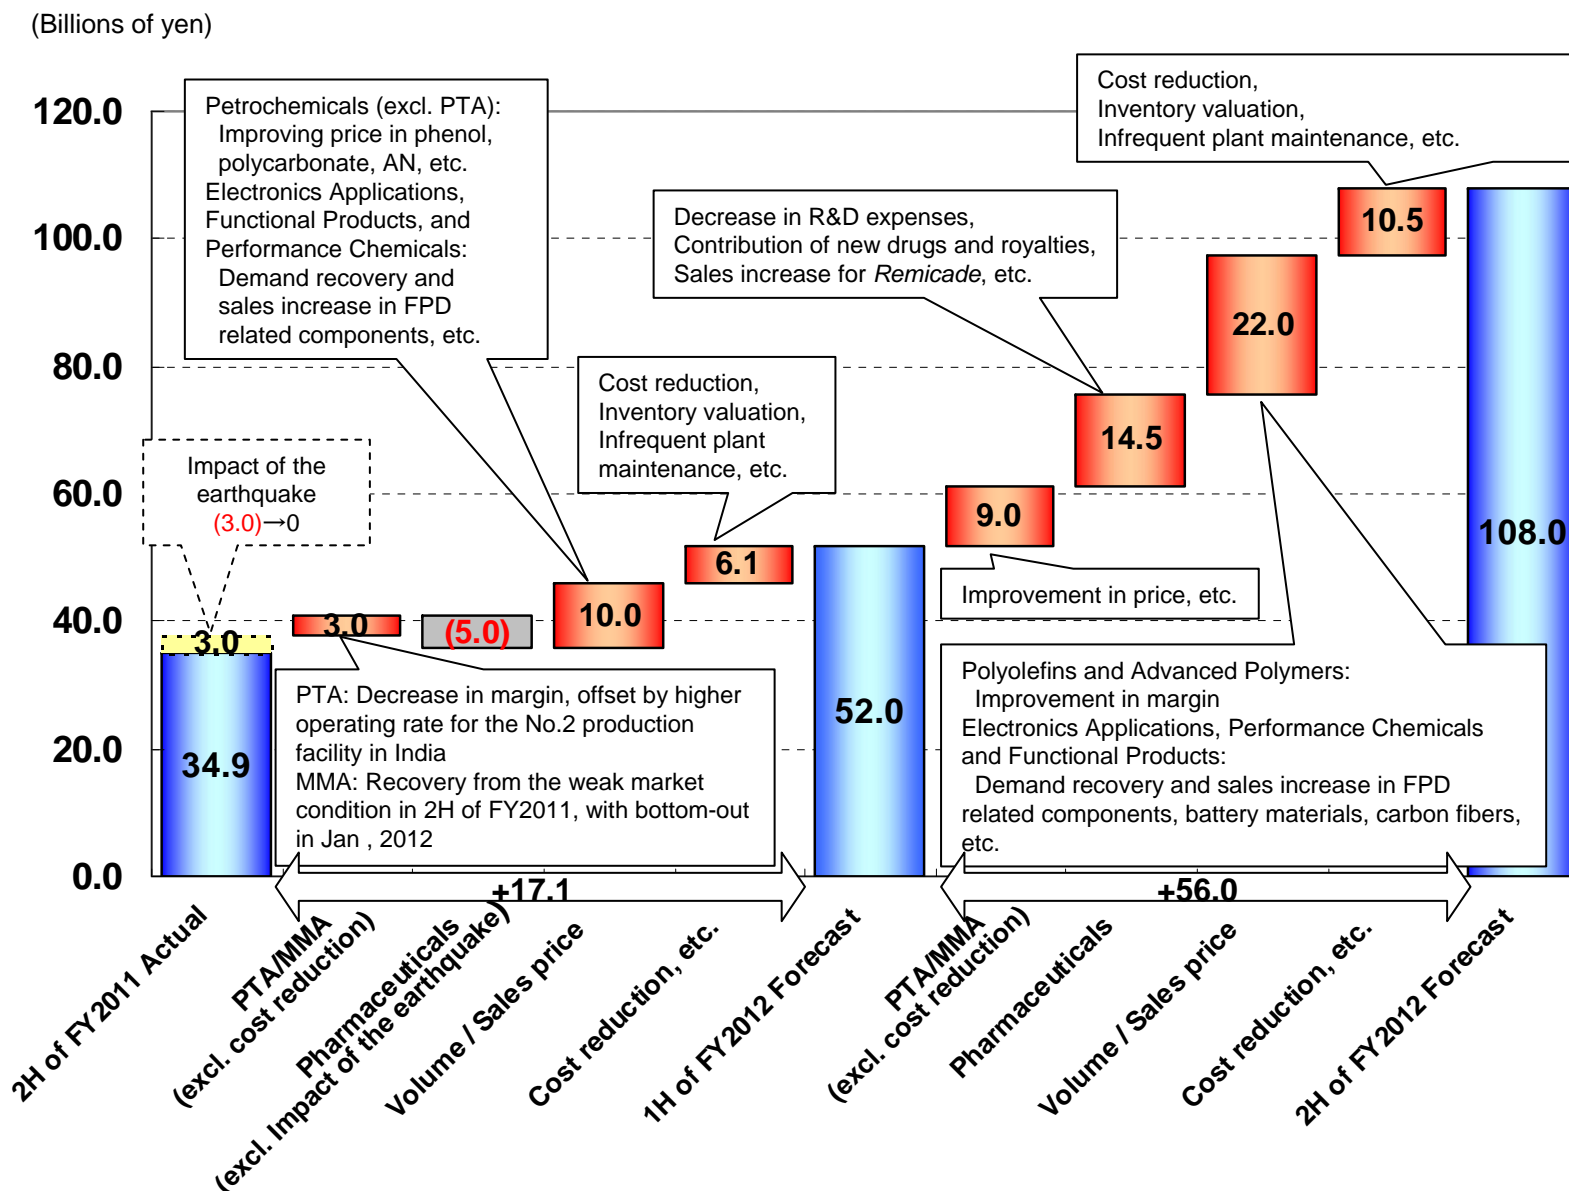 (Billions of yen)
120.0
100.0
80.0
60.0
40.0
20.0
0.0
Petrochemicals (excl. PTA):
Improving price in phenol,
polycarbonate, AN, etc.
Electronics Applications,
Functional Products, and
Performance Chemicals:
Demand recovery and
sales increase in FPD
related components, etc.
Cost reduction,
Inventory valuation,
Infrequent plant maintenance, etc.
Decrease in R&D expenses,
Contribution of new drugs and royalties,
Sales increase for Remicade, etc.
Cost reduction,
Inventory valuation,
Infrequent plant
maintenance, etc.
Impact of the
earthquake
(3.0)→0
3.0
34.9
3.0
(5.0)
10.0
6.1
52.0
9.0
14.5
22.0
10.5
108.0
Improvement in price, etc.
PTA: Decrease in margin, offset by higher
operating rate for the No.2 production
facility in India
MMA: Recovery from the weak market
condition in 2H of FY2011, with bottom-out
in Jan , 2012
Polyolefins and Advanced Polymers:
Improvement in margin
Electronics Applications, Performance Chemicals
and Functional Products:
Demand recovery and sales increase in FPD
related components, battery materials, carbon fibers,
etc.
+17.1
+56.0
2H of FY2011 Actual
PTA/MMA
(excl. cost reduction)
Pharmaceuticals
(excl. Impact of the earthquake)
Volume / Sales price
Cost reduction, etc.
1H of FY2012 Forecast
PTA/MMA
(excl. cost reduction)
Pharmaceuticals
Volume / Sales price
Cost reduction, etc.
2H of FY2012 Forecast